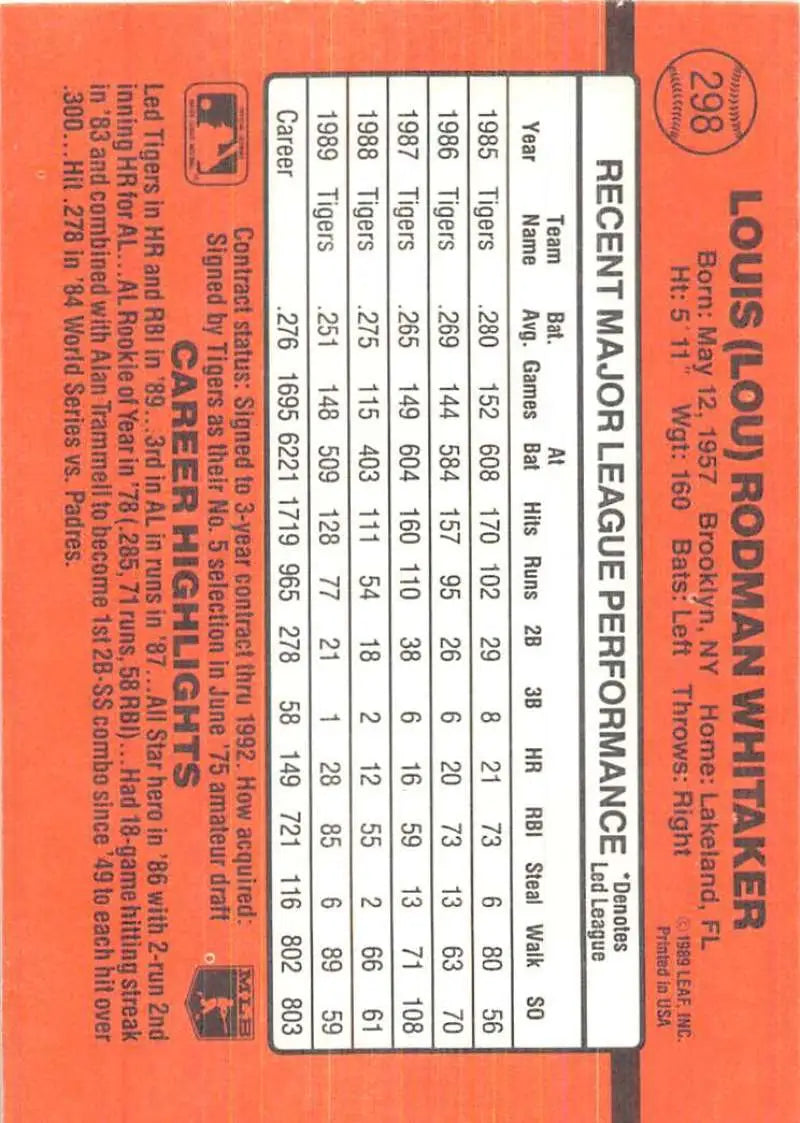 298
LOUIS (LOU) RODMAN WHITAKER
Born: May 12, 1957 Brooklyn, NY Home: Lakeland, FL
Ht: 5' 11" Wgt: 160 Bats: Left Throws: Right
© 1989 LEAF, INC.
Printed in USA
RECENT MAJOR LEAGUE PERFORMANCE *Denotes
Led League
Team Bat. At
Year Name Avg. Games Bat Hits Runs 2B 3B HR RBI Steal Walk SO
1985 Tigers .280 152 608 170 102 29 8 21 73 6 80 56
1986 Tigers .269 144 584 157 95 26 6 20 73 13 63 70
1987 Tigers .265 149 604 160 110 38 6 16 59 13 71 108
1988 Tigers .275 115 403 111 54 18 2 12 55 2 66 61
1989 Tigers .251 148 509 128 77 21 1 28 85 6 89 59
Career .276 1695 6221 1719 965 278 58 149 721 116 802 803
Contract status: Signed to 3-year contract thru 1992. How acquired:
Signed by Tigers as their No. 5 selection in June '75 amateur draft
MLB
CAREER HIGHLIGHTS
Led Tigers in HR and RBI in '89...3rd in AL in runs in '87...All Star hero in '86 with 2-run 2nd
inning HR for AL...AL Rookie of Year in '78 (.285, 71 runs, 58 RBI)...Had 18-game hitting streak
in '83 and combined with Alan Trammell to become 1st 2B-SS combo since '49 to each hit over
.300...Hit .278 in '84 World Series vs. Padres.